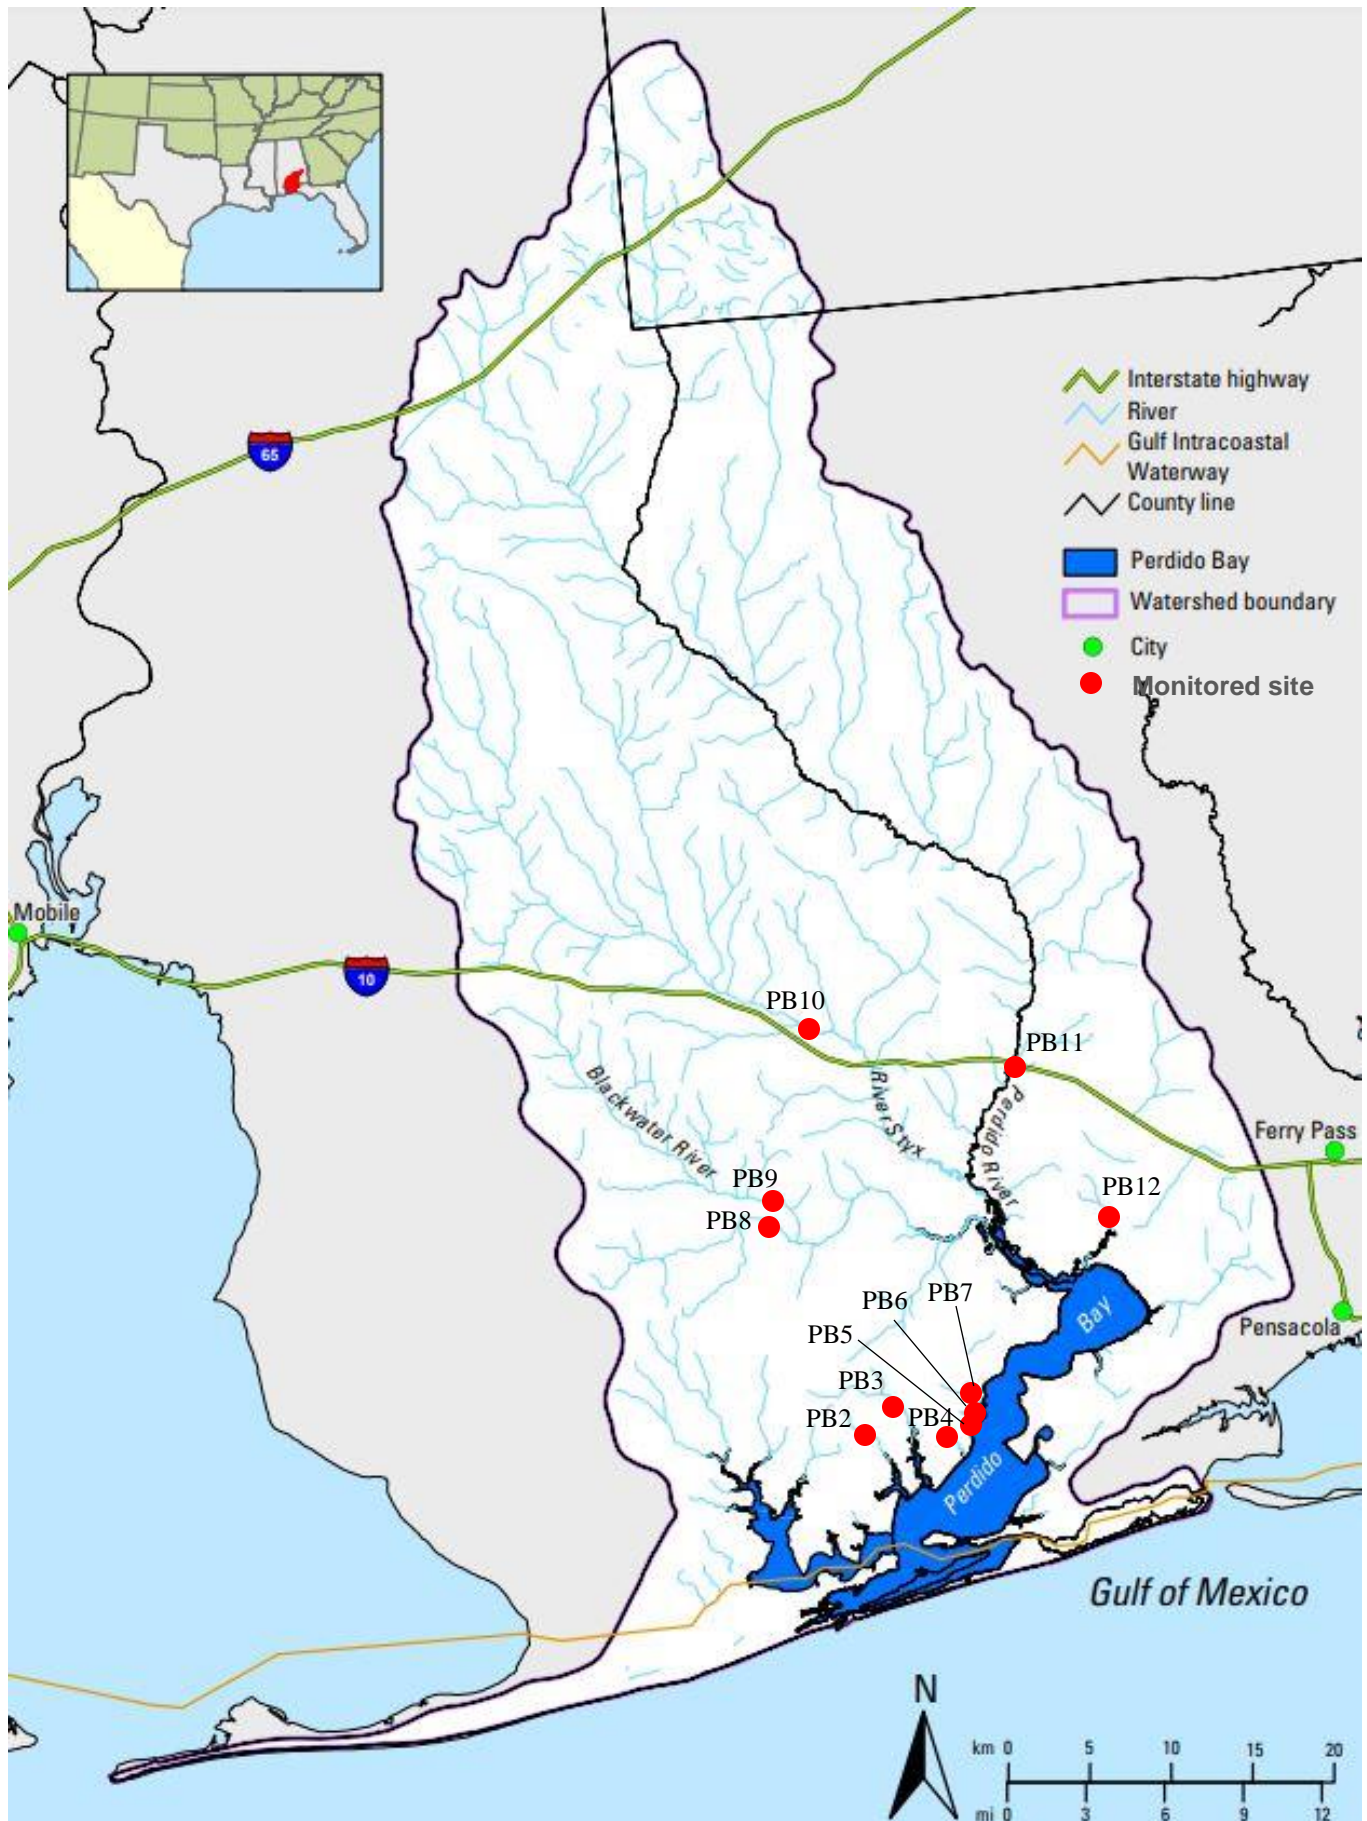 65
Interstate highway
River
Gulf Intracoastal
Waterway
County line
Perdido Bay
Watershed boundary
City
Monitored site
Mobile
10
PB10
PB11
Blackwater River
River Styx
Perdido River
Ferry Pass
PB9
PB12
PB8
PB7
PB6
PB5
Bay
Pensacola
PB3
PB2
PB4
Perdido
Gulf of Mexico
N
km 0 5 10 15 20
mi 0 3 6 9 12